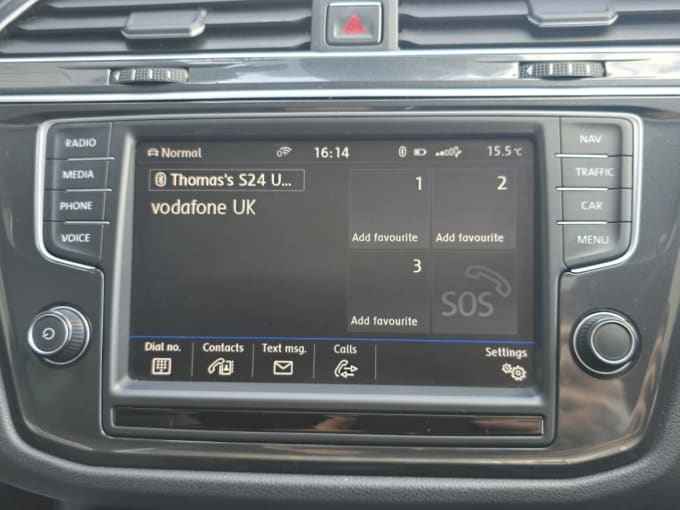 RADIO
MEDIA
PHONE
VOICE
Normal 16:14 15.5 °C
Thomas's S24 U...
vodafone UK
1
Add favourite
2
Add favourite
3
Add favourite
SOS
Dial no. Contacts Text msg. Calls Settings
NAV
TRAFFIC
CAR
MENU